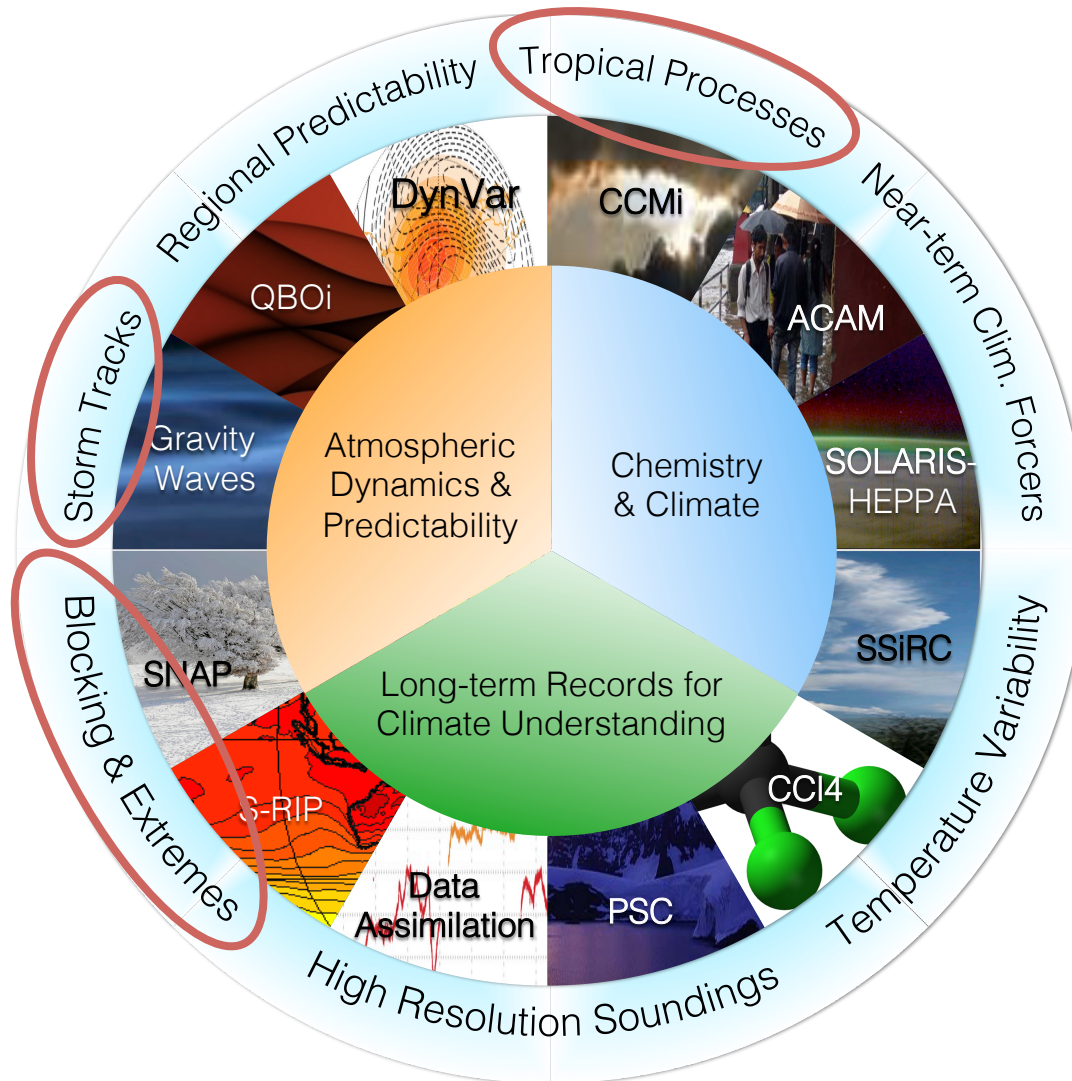 Tropical Processes
Near-term Clim. Forcers
Temperature Variability
High Resolution Soundings
Blocking & Extremes
Storm Tracks
Regional Predictability
DynVar
CCMi
ACAM
SOLARIS-
HEPPA
SSiRC
CCl4
PSC
Data
Assimilation
S-RIP
SNAP
Gravity
Waves
QBOi
Atmospheric
Dynamics &
Predictability
Chemistry
& Climate
Long-term Records for
Climate Understanding